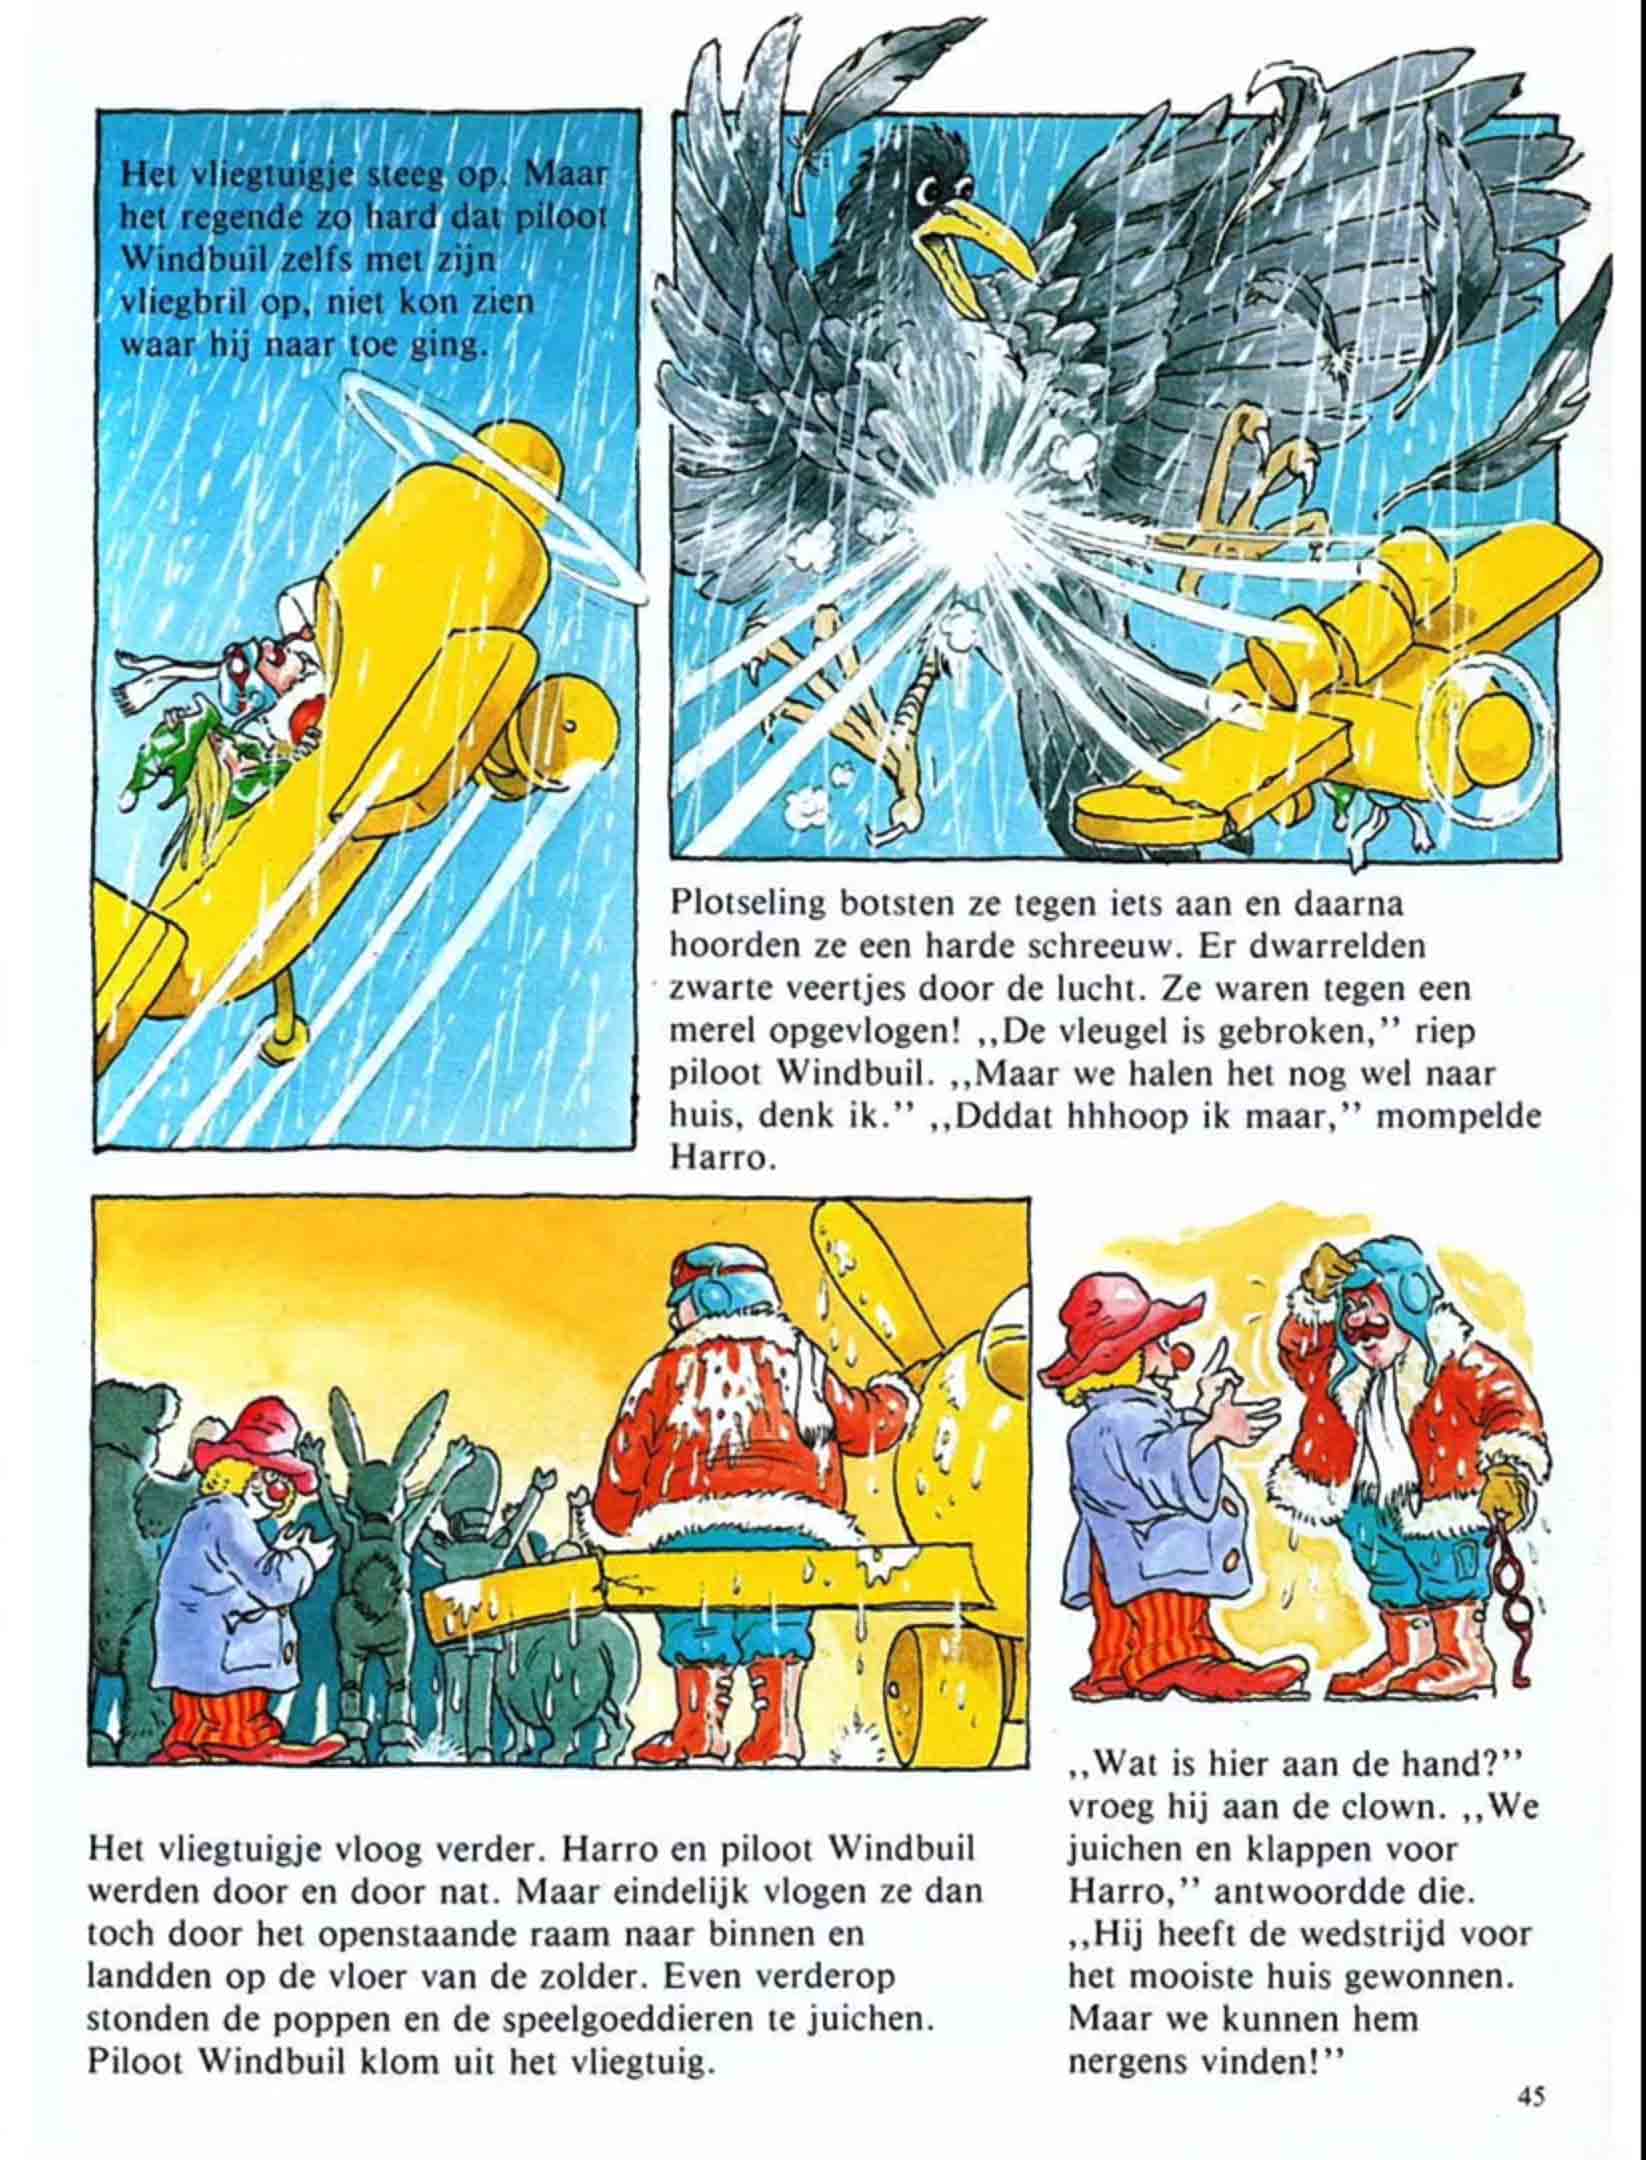 Het vliegtuigje steeg op. Maar
het regende zo hard dat piloot
Windbuil zelfs met zijn
vliegbril op, niet kon zien
waar hij naar toe ging.
Plotseling botsten ze tegen iets aan en daarna
hoorden ze een harde schreeuw. Er dwarrelden
zwarte veertjes door de lucht. Ze waren tegen een
merel opgevlogen! ,,De vleugel is gebroken,’’ riep
piloot Windbuil. ,,Maar we halen het nog wel naar
huis, denk ik.’’ ,,Dddat hhhoop ik maar,’’ mompelde
Harro.
Het vliegtuigje vloog verder. Harro en piloot Windbuil
werden door en door nat. Maar eindelijk vlogen ze dan
toch door het openstaande raam naar binnen en
landden op de vloer van de zolder. Even verderop
stonden de poppen en de speelgoeddieren te juichen.
Piloot Windbuil klom uit het vliegtuig.
,,Wat is hier aan de hand?’’
vroeg hij aan de clown. ,,We
juichen en klappen voor
Harro,’’ antwoordde die.
,,Hij heeft de wedstrijd voor
het mooiste huis gewonnen.
Maar we kunnen hem
nergens vinden!’’
45